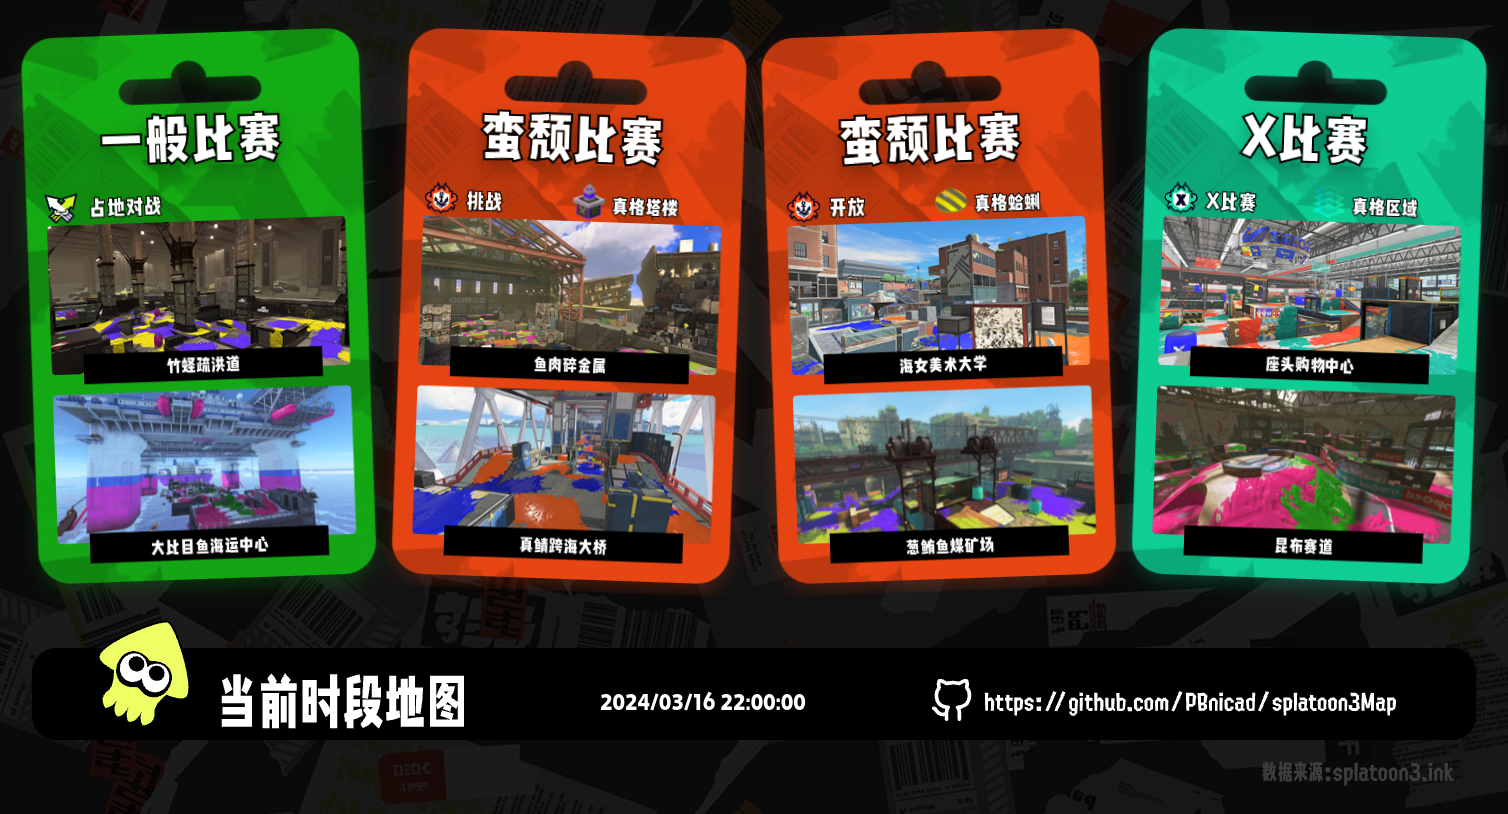 一般比赛
占地对战
竹蛏疏洪道
大比目鱼海运中心
蛮颓比赛
挑战
真格塔楼
鱼肉碎金属
真鲭跨海大桥
蛮颓比赛
开放
真格蛤蜊
海女美术大学
葱鲔鱼煤矿场
X比赛
X比赛
真格区域
座头购物中心
昆布赛道
当前时段地图
2024/03/16 22:00:00
https://github.com/PBnicad/splatoon3Map
数据来源:splatoon3.ink